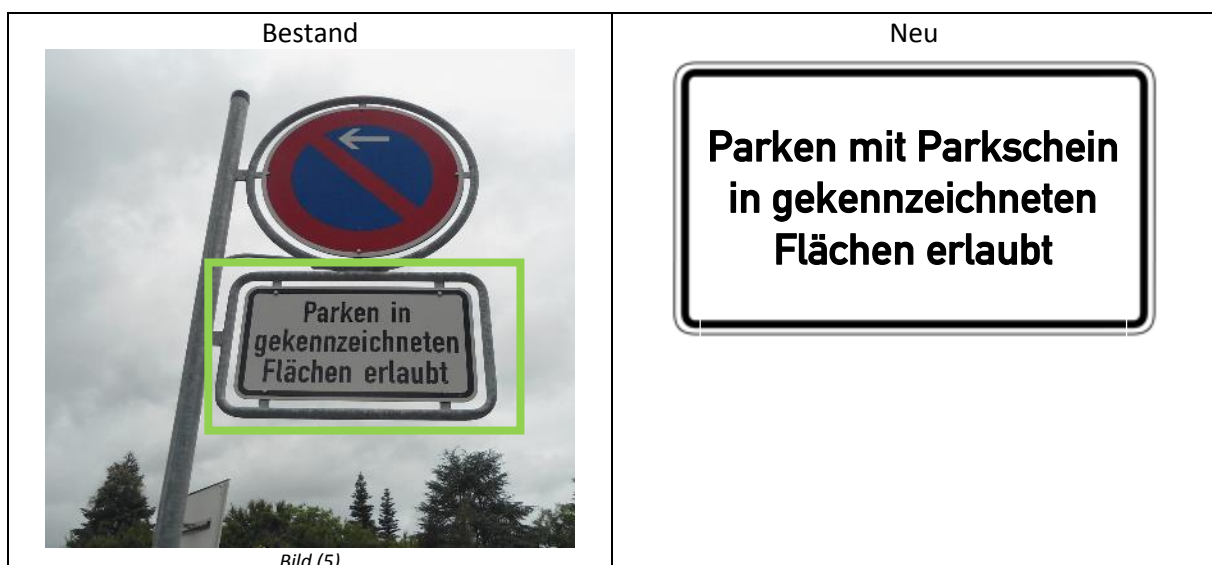 Bestand
Parken in
gekennzeichneten
Flächen erlaubt
Bild (5)
Neu
Parken mit Parkschein
in gekennzeichneten
Flächen erlaubt